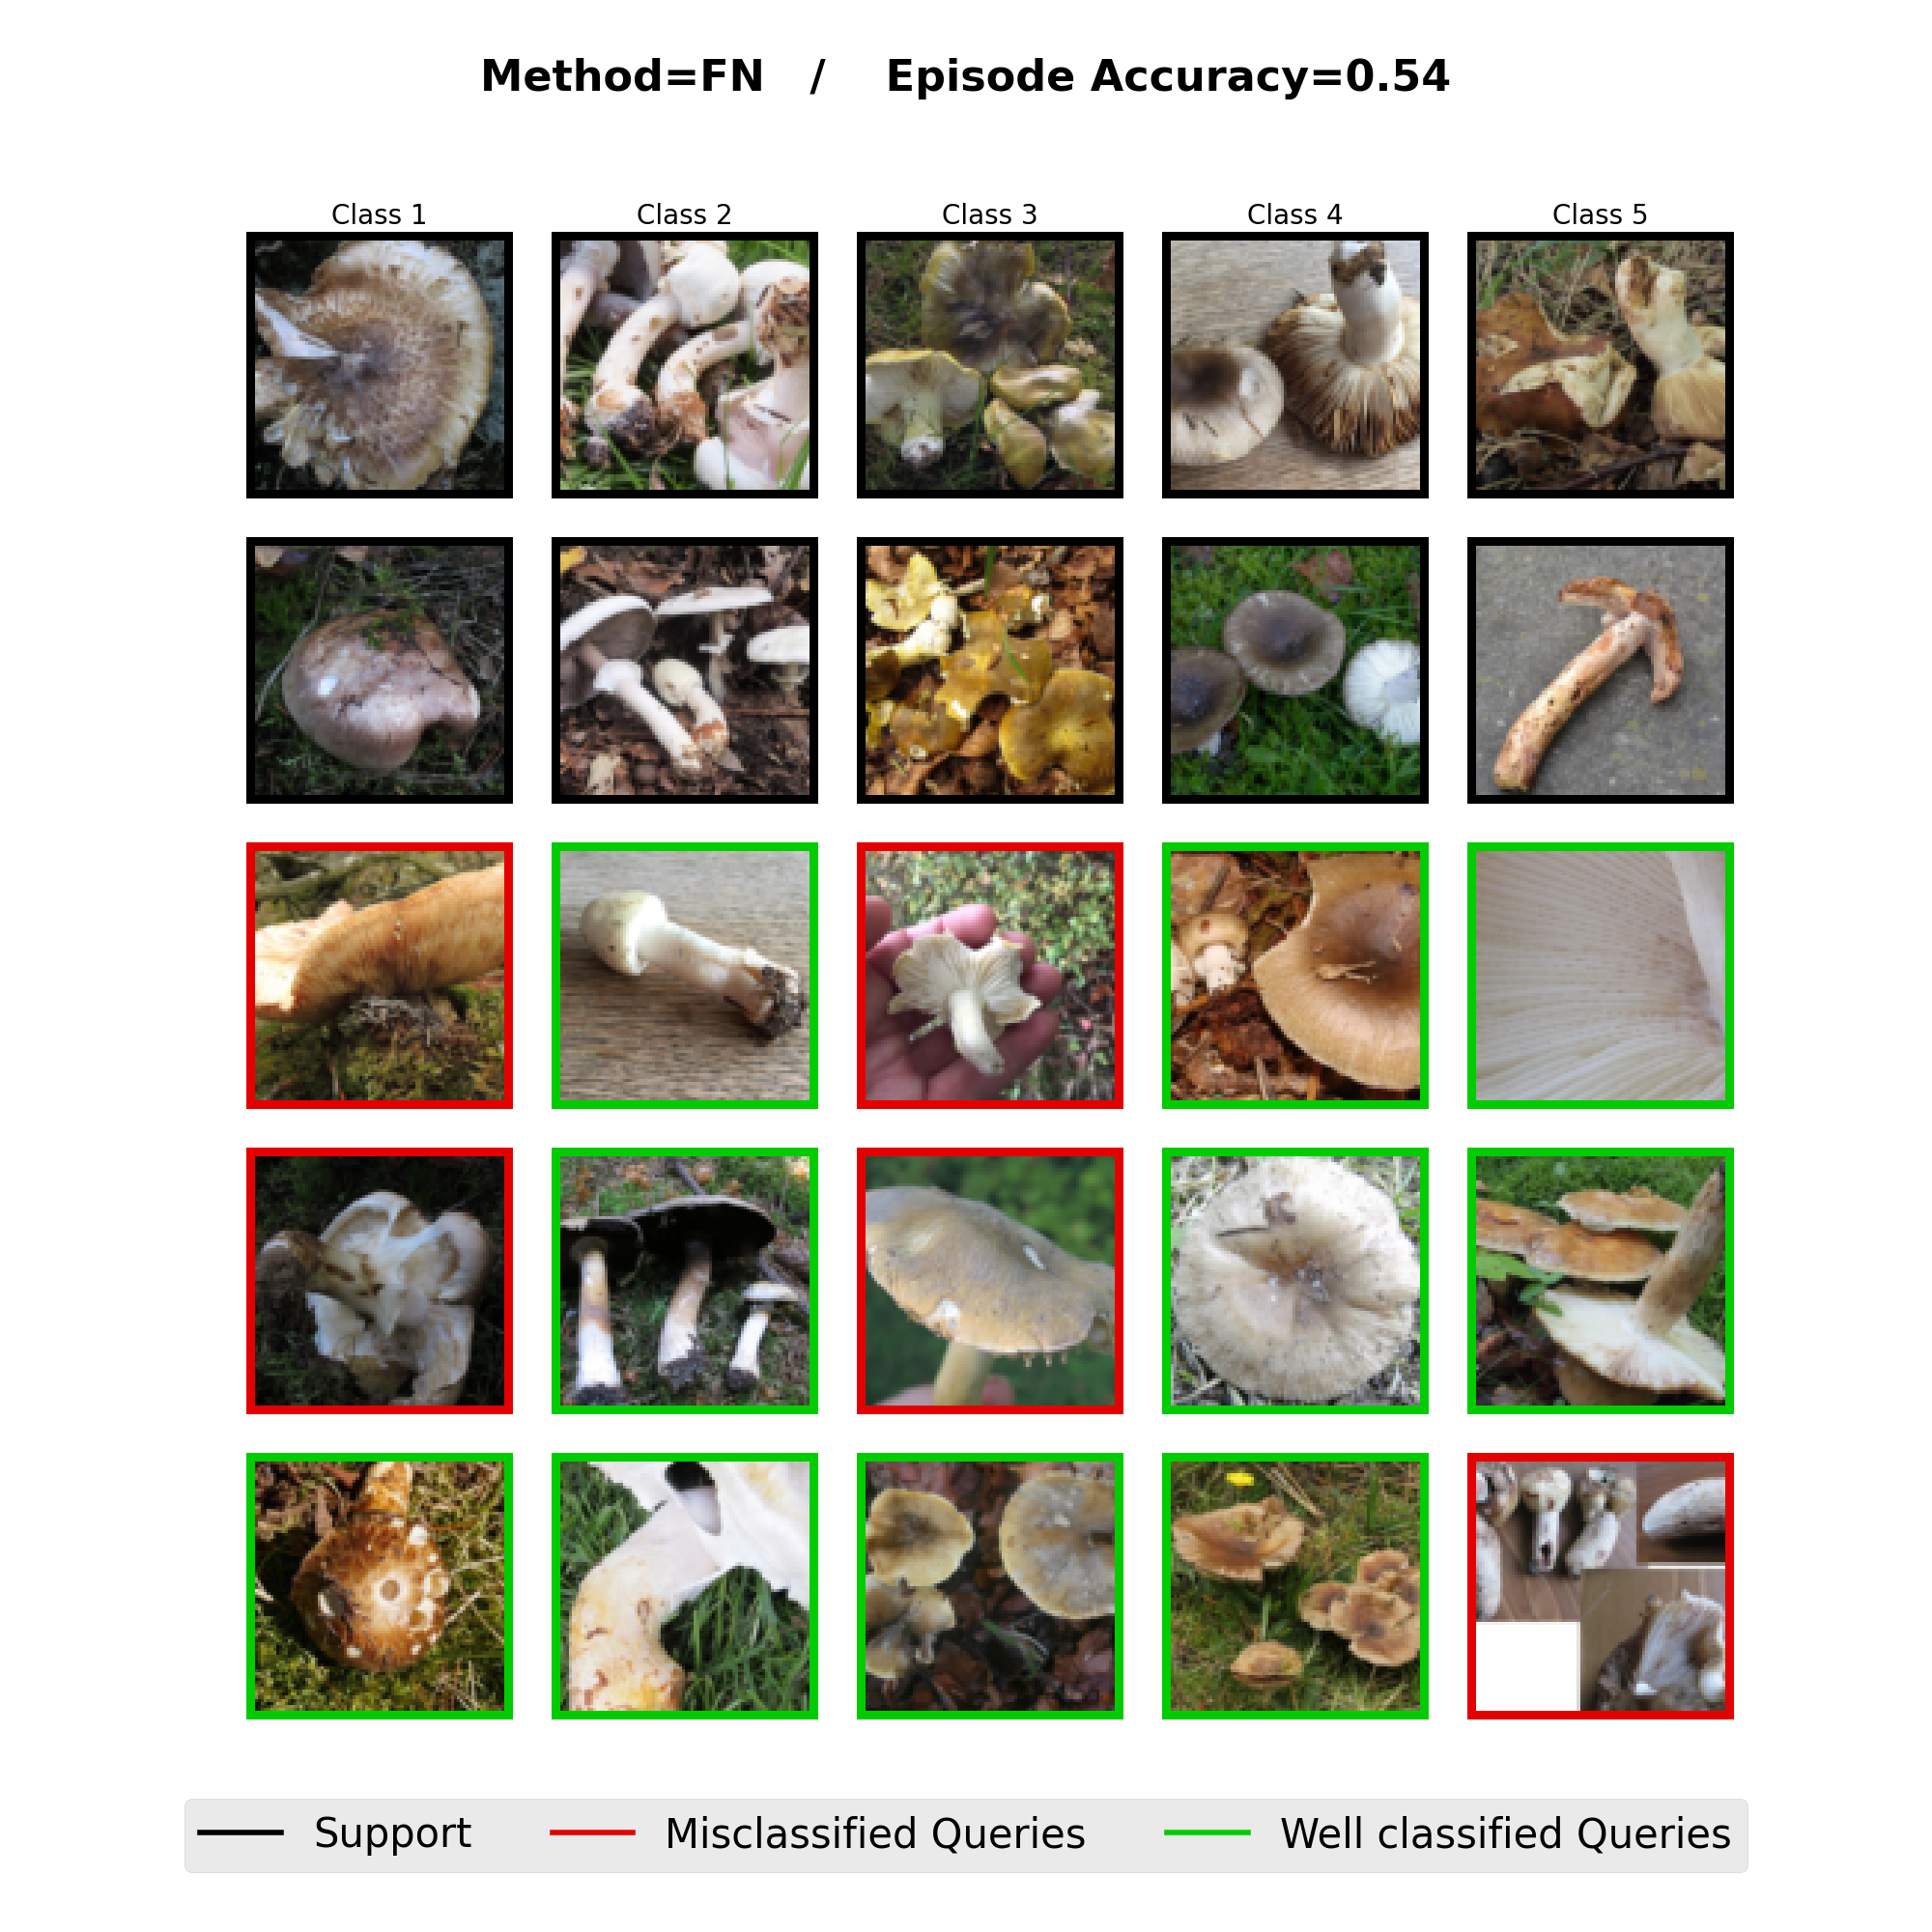 Method=FN / Episode Accuracy=0.54
Class 1 Class 2 Class 3 Class 4 Class 5
Support Misclassified Queries Well classified Queries